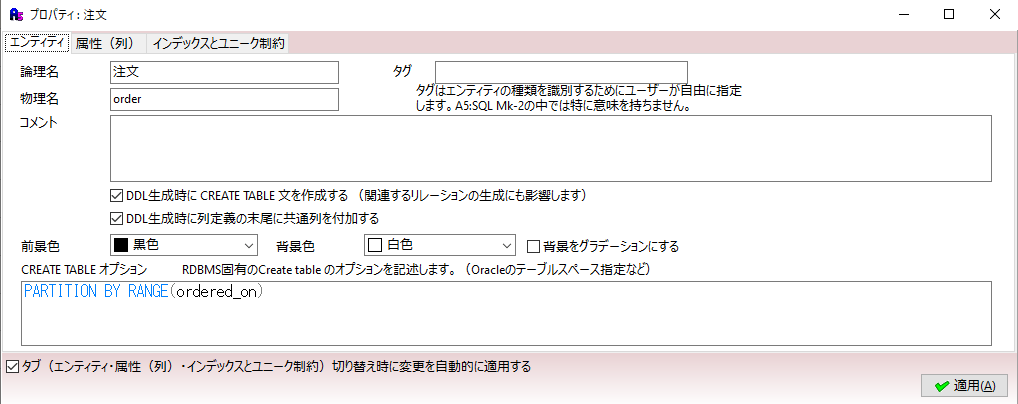 プロパティ : 注文
エンティティ 属性（列） インデックスとユニーク制約
論理名 注文 タグ
物理名 order タグはエンティティの種類を識別するためにユーザーが自由に指定
します。A5:SQL Mk-2の中では特に意味を持ちません。
コメント
DDL生成時に CREATE TABLE 文を作成する （関連するリレーションの生成にも影響します）
DDL生成時に列定義の末尾に共通列を付加する
前景色 黒色 背景色 白色 背景をグラデーションにする
CREATE TABLE オプション RDBMS固有のCreate table のオプションを記述します。（Oracleのテーブルスペース指定など）
PARTITION BY RANGE(ordered_on)
タブ（エンティティ・属性（列）・インデックスとユニーク制約）切り替え時に変更を自動的に適用する
適用(A)